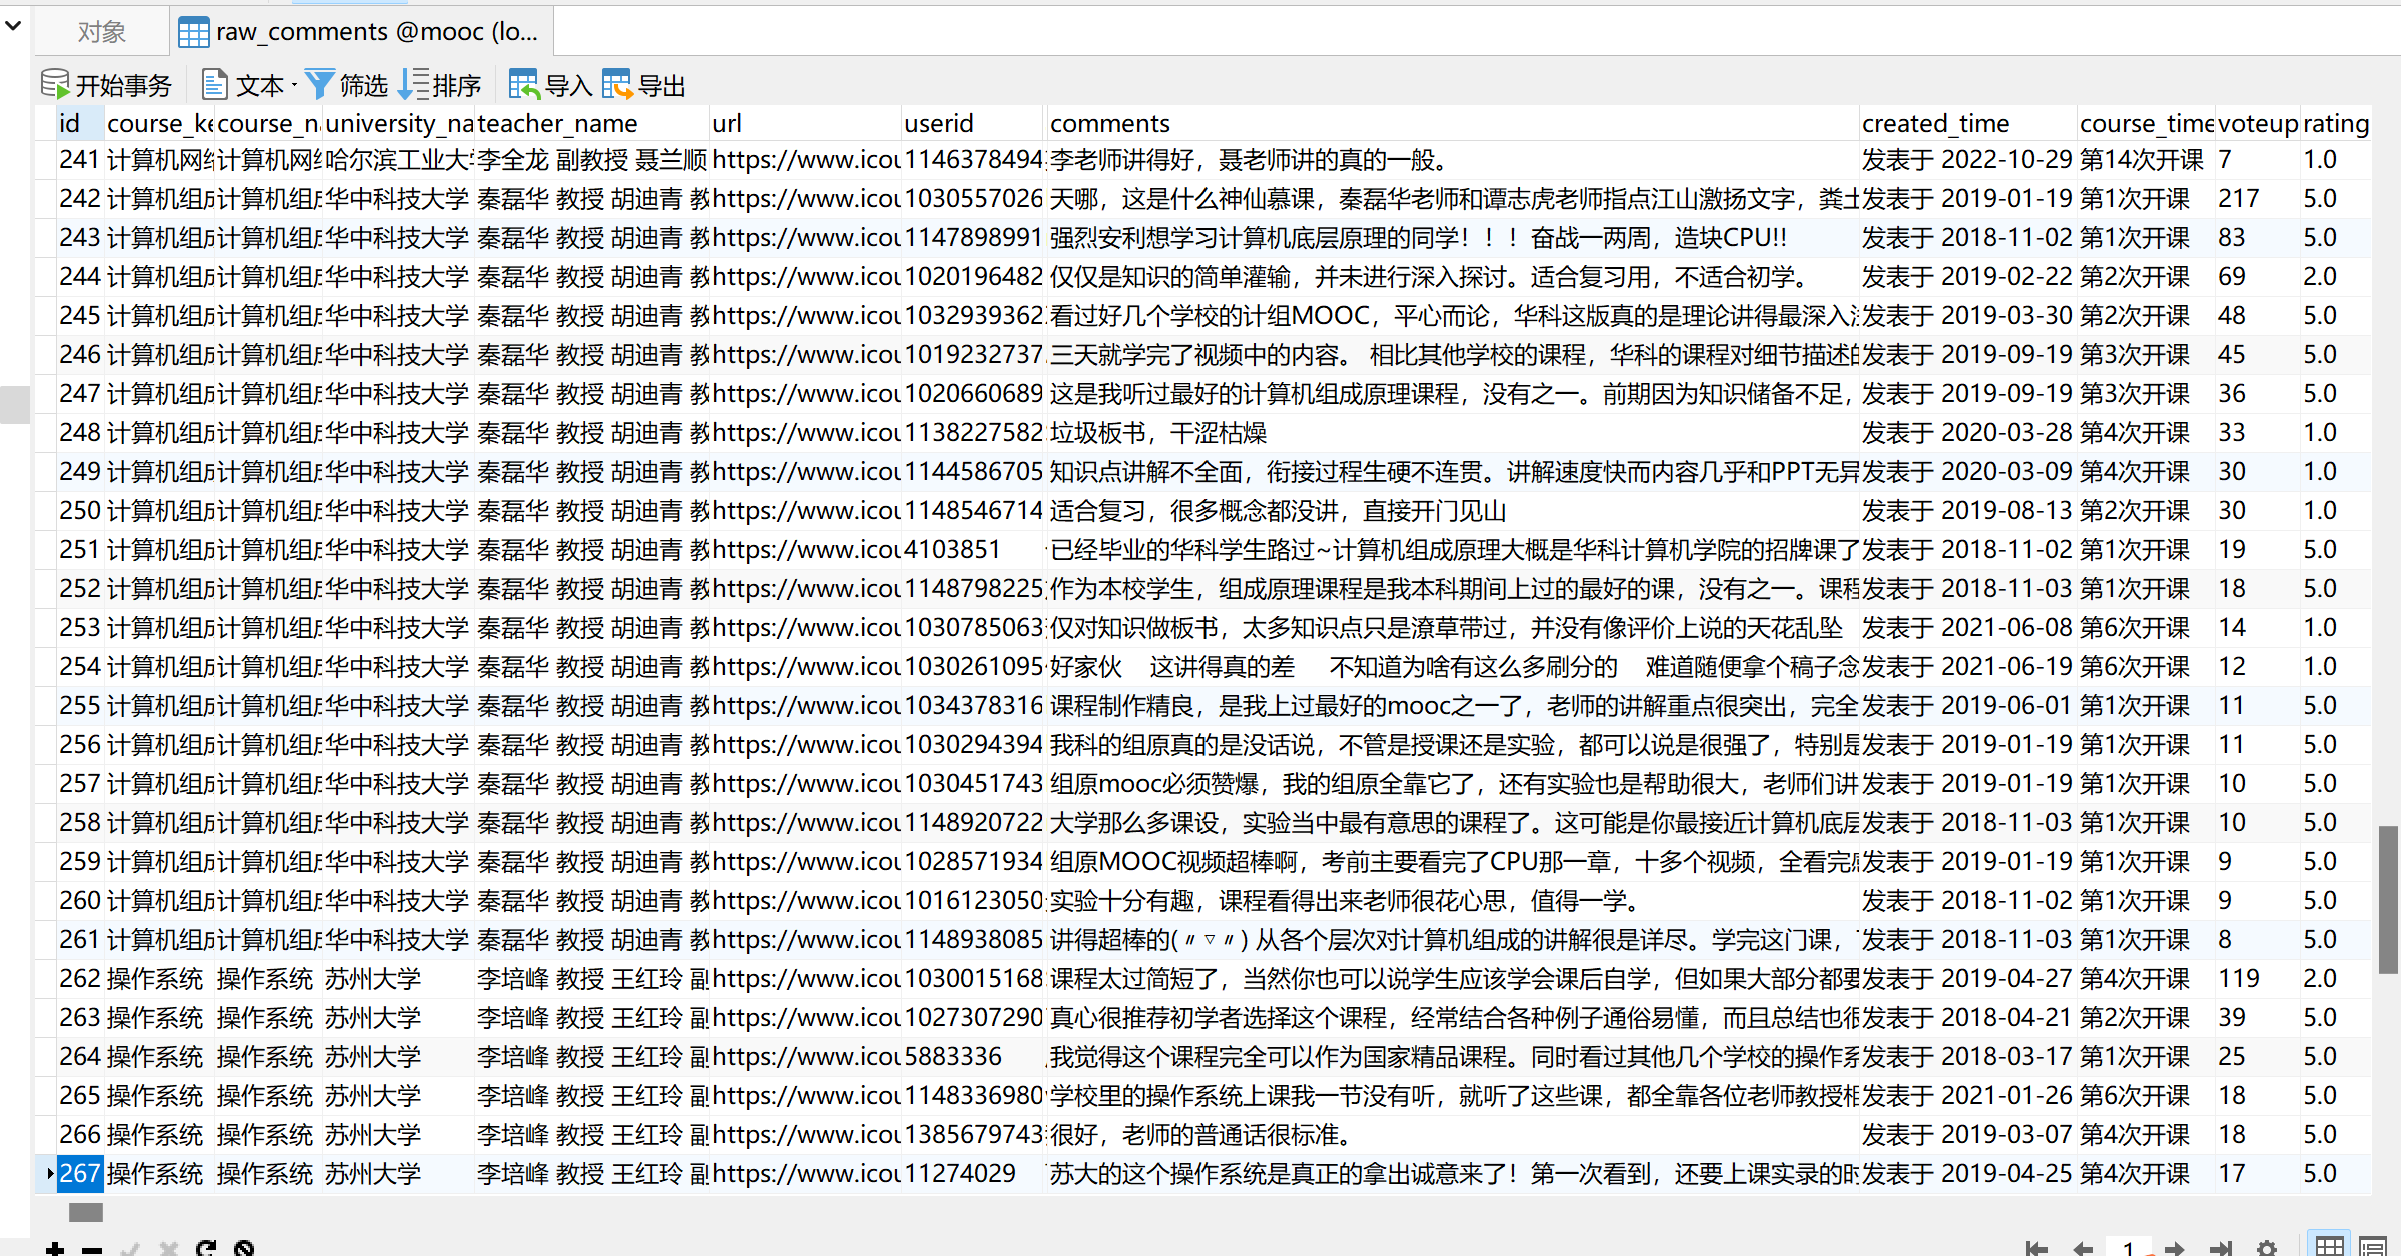 对象 raw_comments @mooc (lo...
开始事务 文本 筛选 排序 导入 导出
id course_ke course_n university_na teacher_name url userid comments created_time course_time voteup rating
241 计算机网 计算机网 哈尔滨工业大 李全龙 副教授 聂兰顺 https://www.icou 1146378494 李老师讲得好，聂老师讲的真的一般。 发表于 2022-10-29 第14次开课 7 1.0
242 计算机组 计算机组 华中科技大学 秦磊华 教授 胡迪青 教 https://www.icou 1030557026 天哪，这是什么神仙慕课，秦磊华老师和谭志虎老师指点江山激扬文字，粪土 发表于 2019-01-19 第1次开课 217 5.0
243 计算机组 计算机组 华中科技大学 秦磊华 教授 胡迪青 教 https://www.icou 1147898991 强烈安利想学习计算机底层原理的同学！！！奋战一两周，造块CPU!! 发表于 2018-11-02 第1次开课 83 5.0
244 计算机组 计算机组 华中科技大学 秦磊华 教授 胡迪青 教 https://www.icou 1020196482 仅仅是知识的简单灌输，并未进行深入探讨。适合复习用，不适合初学。 发表于 2019-02-22 第2次开课 69 2.0
245 计算机组 计算机组 华中科技大学 秦磊华 教授 胡迪青 教 https://www.icou 1032939362 看过好几个学校的计组MOOC，平心而论，华科这版真的是理论讲得最深入 发表于 2019-03-30 第2次开课 48 5.0
246 计算机组 计算机组 华中科技大学 秦磊华 教授 胡迪青 教 https://www.icou 1019232737 三天就学完了视频中的内容。 相比其他学校的课程，华科的课程对细节描述的 发表于 2019-09-19 第3次开课 45 5.0
247 计算机组 计算机组 华中科技大学 秦磊华 教授 胡迪青 教 https://www.icou 1020660689 这是我听过最好的计算机组成原理课程，没有之一。前期因为知识储备不足， 发表于 2019-09-19 第3次开课 36 5.0
248 计算机组 计算机组 华中科技大学 秦磊华 教授 胡迪青 教 https://www.icou 1138227582 垃圾板书，干涩枯燥 发表于 2020-03-28 第4次开课 33 1.0
249 计算机组 计算机组 华中科技大学 秦磊华 教授 胡迪青 教 https://www.icou 1144586705 知识点讲解不全面，衔接过程生硬不连贯。讲解速度快而内容几乎和PPT无异 发表于 2020-03-09 第4次开课 30 1.0
250 计算机组 计算机组 华中科技大学 秦磊华 教授 胡迪青 教 https://www.icou 1148546714 适合复习，很多概念都没讲，直接开门见山 发表于 2019-08-13 第2次开课 30 1.0
251 计算机组 计算机组 华中科技大学 秦磊华 教授 胡迪青 教 https://www.icou 4103851 已经毕业的华科学生路过~计算机组成原理大概是华科计算机学院的招牌课了 发表于 2018-11-02 第1次开课 19 5.0
252 计算机组 计算机组 华中科技大学 秦磊华 教授 胡迪青 教 https://www.icou 1148798225 作为本校学生，组成原理课程是我本科期间上过的最好的课，没有之一。课程 发表于 2018-11-03 第1次开课 18 5.0
253 计算机组 计算机组 华中科技大学 秦磊华 教授 胡迪青 教 https://www.icou 1030785063 仅对知识做板书，太多知识点只是潦草带过，并没有像评价上说的天花乱坠 发表于 2021-06-08 第6次开课 14 1.0
254 计算机组 计算机组 华中科技大学 秦磊华 教授 胡迪青 教 https://www.icou 1030261095 好家伙 这讲得真的差 不知道为啥有这么多刷分的 难道随便拿个稿子念 发表于 2021-06-19 第6次开课 12 1.0
255 计算机组 计算机组 华中科技大学 秦磊华 教授 胡迪青 教 https://www.icou 1034378316 课程制作精良，是我上过最好的mooc之一了，老师的讲解重点很突出，完全 发表于 2019-06-01 第1次开课 11 5.0
256 计算机组 计算机组 华中科技大学 秦磊华 教授 胡迪青 教 https://www.icou 1030294394 我科的组原真的是没话说，不管是授课还是实验，都可以说是很强了，特别是 发表于 2019-01-19 第1次开课 11 5.0
257 计算机组 计算机组 华中科技大学 秦磊华 教授 胡迪青 教 https://www.icou 1030451743 组原mooc必须赞爆，我的组原全靠它了，还有实验也是帮助很大，老师们讲 发表于 2019-01-19 第1次开课 10 5.0
258 计算机组 计算机组 华中科技大学 秦磊华 教授 胡迪青 教 https://www.icou 1148920722 大学那么多课设，实验当中最有意思的课程了。这可能是你最接近计算机底层 发表于 2018-11-03 第1次开课 10 5.0
259 计算机组 计算机组 华中科技大学 秦磊华 教授 胡迪青 教 https://www.icou 1028571934 组原MOOC视频超棒啊，考前主要看完了CPU那一章，十多个视频，全看完 发表于 2019-01-19 第1次开课 9 5.0
260 计算机组 计算机组 华中科技大学 秦磊华 教授 胡迪青 教 https://www.icou 1016123050 实验十分有趣，课程看得出来老师很花心思，值得一学。 发表于 2018-11-02 第1次开课 9 5.0
261 计算机组 计算机组 华中科技大学 秦磊华 教授 胡迪青 教 https://www.icou 1148938085 讲得超棒的(〃▽〃) 从各个层次对计算机组成的讲解很是详尽。学完这门课， 发表于 2018-11-03 第1次开课 8 5.0
262 操作系统 操作系统 苏州大学 李培峰 教授 王红玲 副 https://www.icou 1030015168 课程太过简短了，当然你也可以说学生应该学会课后自学，但如果大部分都要 发表于 2019-04-27 第4次开课 119 2.0
263 操作系统 操作系统 苏州大学 李培峰 教授 王红玲 副 https://www.icou 1027307290 真心很推荐初学者选择这个课程，经常结合各种例子通俗易懂，而且总结也很 发表于 2018-04-21 第2次开课 39 5.0
264 操作系统 操作系统 苏州大学 李培峰 教授 王红玲 副 https://www.icou 5883336 我觉得这个课程完全可以作为国家精品课程。同时看过其他几个学校的操作系 发表于 2018-03-17 第1次开课 25 5.0
265 操作系统 操作系统 苏州大学 李培峰 教授 王红玲 副 https://www.icou 1148336980 学校里的操作系统上课我一节没有听，就听了这些课，都全靠各位老师教授相 发表于 2021-01-26 第6次开课 18 5.0
266 操作系统 操作系统 苏州大学 李培峰 教授 王红玲 副 https://www.icou 1385679743 很好，老师的普通话很标准。 发表于 2019-03-07 第4次开课 18 5.0
267 操作系统 操作系统 苏州大学 李培峰 教授 王红玲 副 https://www.icou 11274029 苏大的这个操作系统是真正的拿出诚意来了！第一次看到，还要上课实录的时 发表于 2019-04-25 第4次开课 17 5.0
1